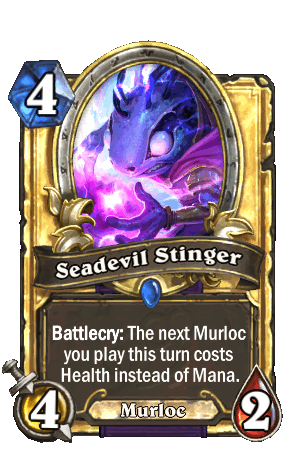 4
Seadevil Stinger
Battlecry: The next Murloc
you play this turn costs
Health instead of Mana.
4
Murloc
2